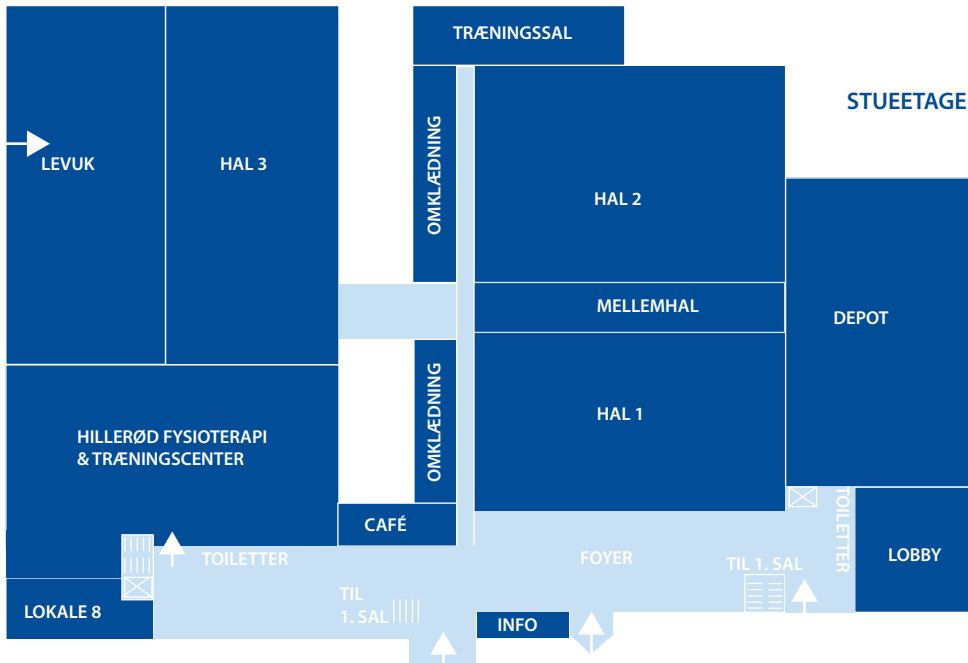 TRÆNINGSSAL
STUEETAGE
OMKLÆDNING
LEVUK
HAL 3
HAL 2
MELLEMHAL
DEPOT
OMKLÆDNING
HAL 1
HILLERØD FYSIOTERAPI
& TRÆNINGSCENTER
CAFÉ
TOILETTER
TOILETTER
FOYER
TIL 1. SAL
LOBBY
TIL
1. SAL
LOKALE 8
INFO